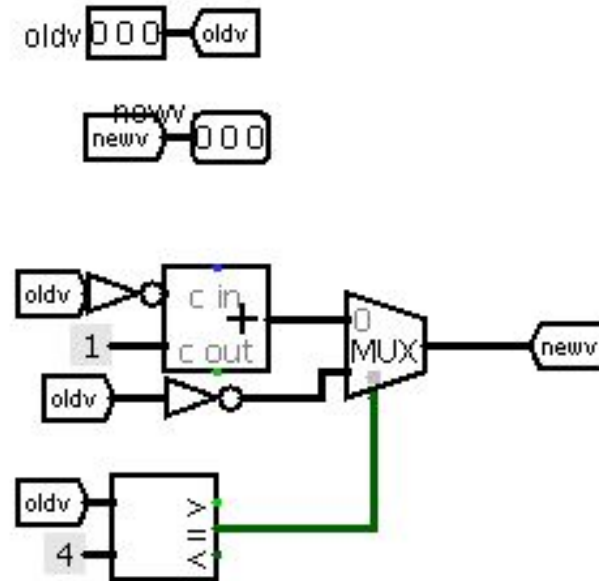 oldv 000 oldv
newv
newv 000
oldv c in
+
1 c out
0
MUX newv
oldv
oldv >
=
4 <